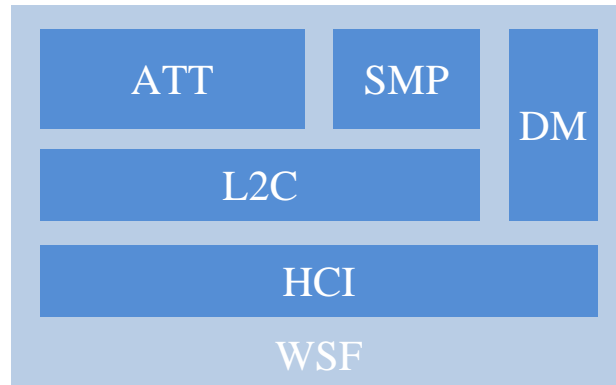 ATT
SMP
DM
L2C
HCI
WSF